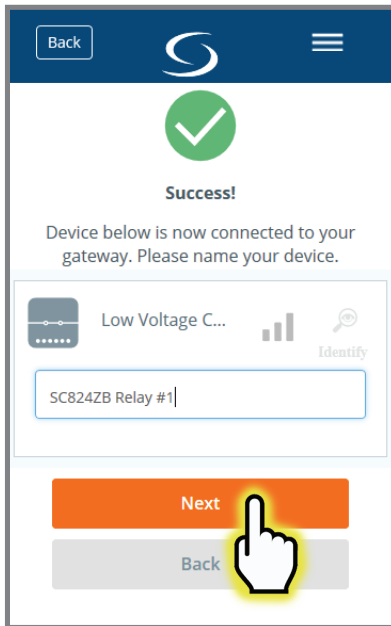 Back
Success!
Device below is now connected to your
gateway. Please name your device.
Low Voltage C...
Identify
SC824ZB Relay #1
Next
Back